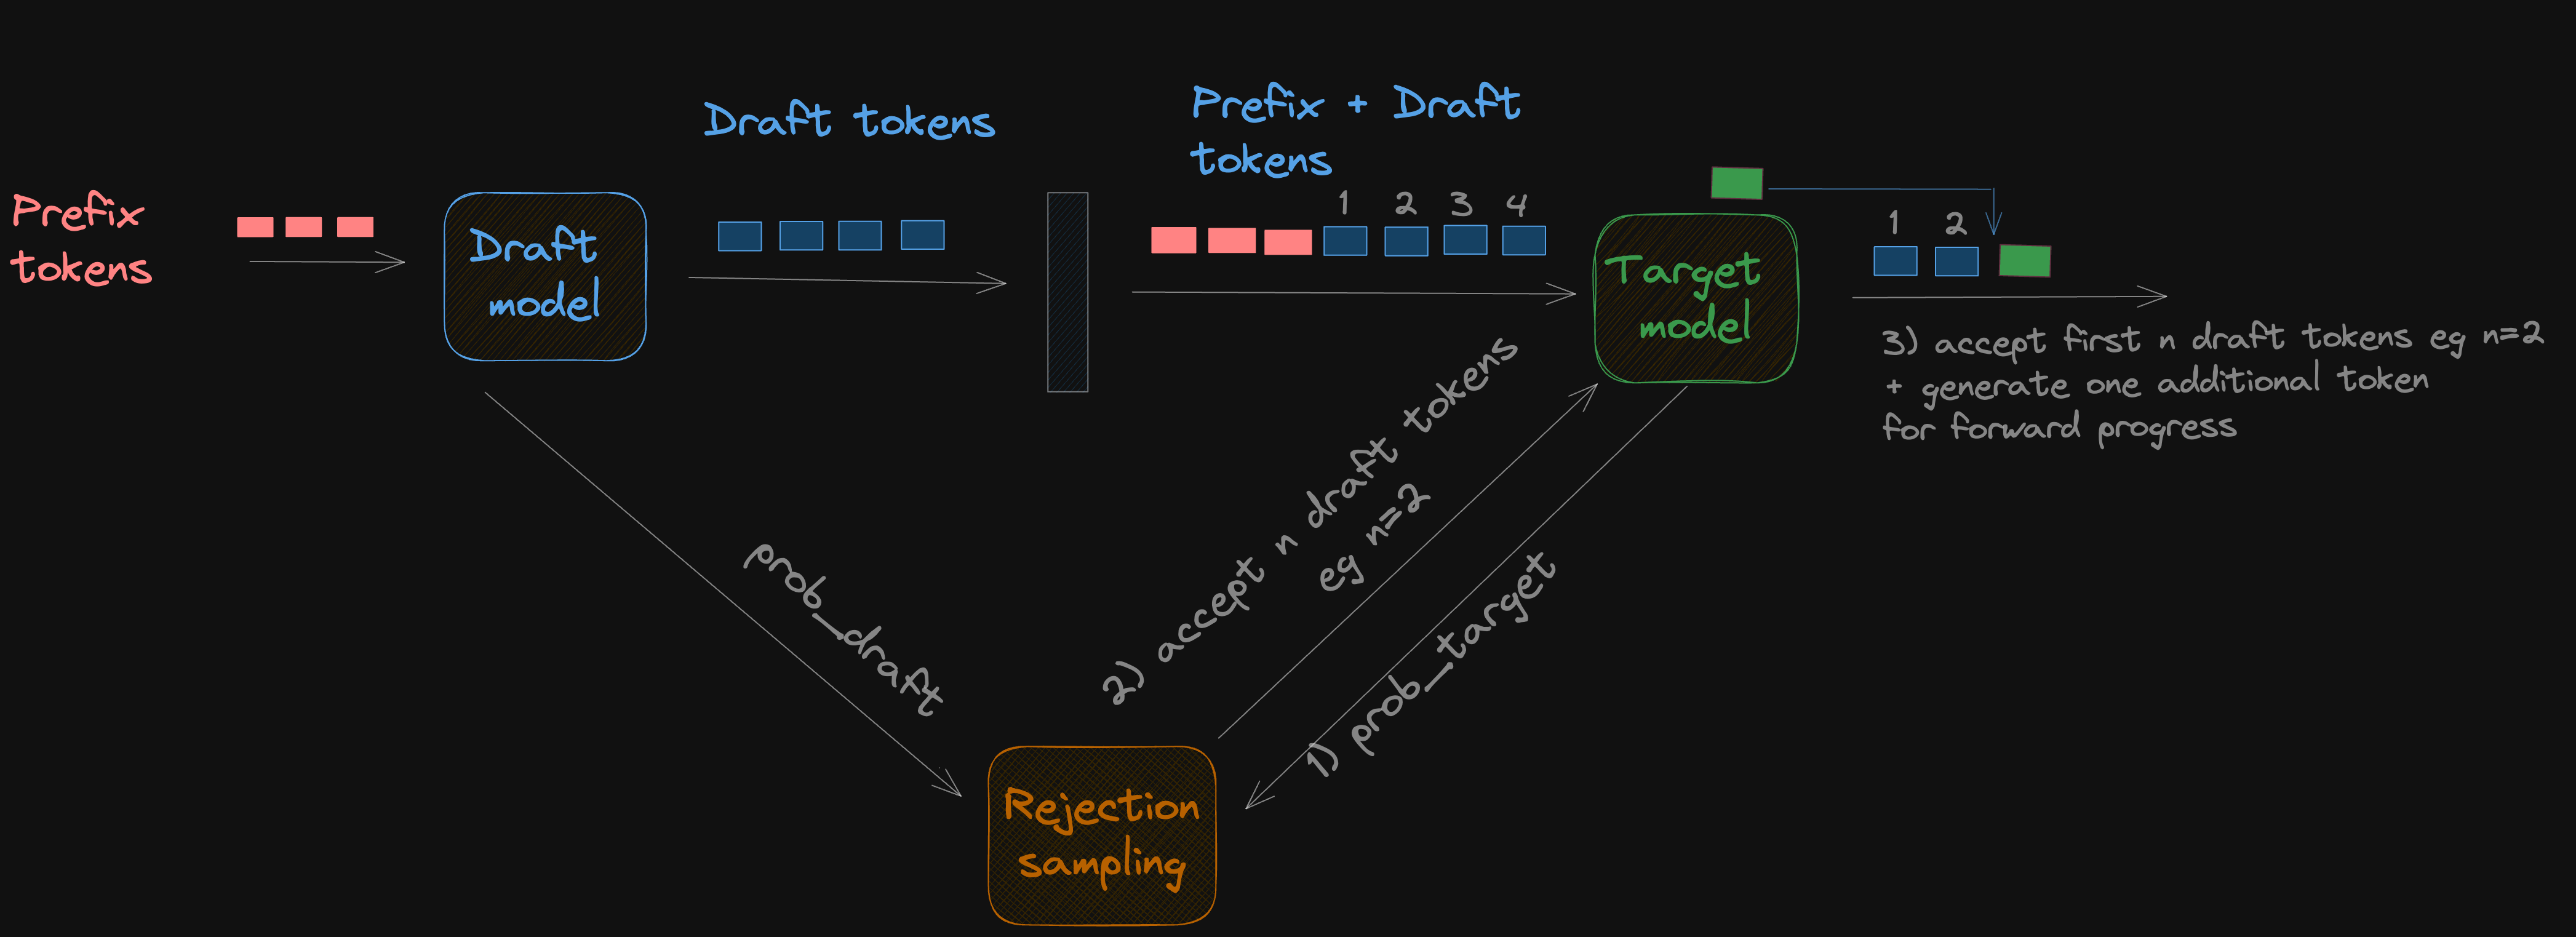 Prefix
tokens
Draft
model
Draft tokens
Prefix + Draft
tokens
1 2 3 4
Target
model
1 2
3) accept first n draft tokens eg n=2
+ generate one additional token
for forward progress
prob_draft
2) accept n draft tokens
eg n=2
1) prob_target
Rejection
sampling